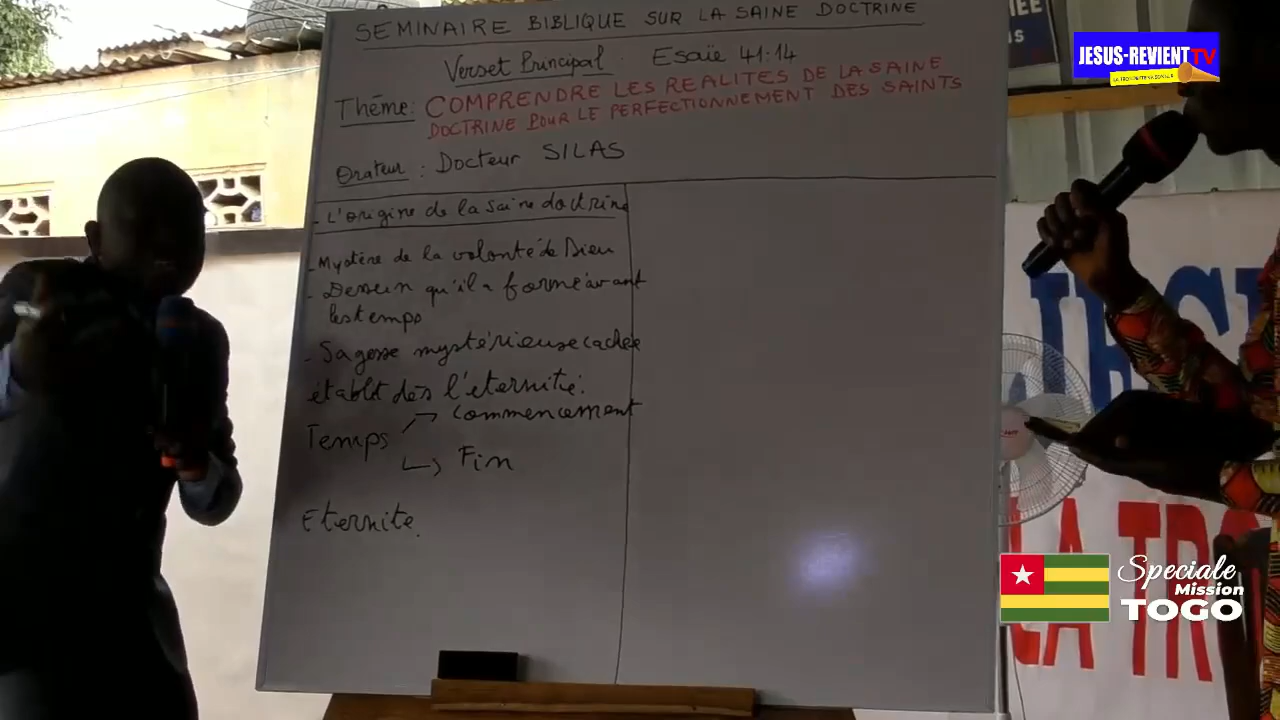 SEMINAIRE BIBLIQUE SUR LA SAINE DOCTRINE
Verset Principal : Esaïe 41:14
Thème: COMPRENDRE LES REALITES DE LA SAINE
DOCTRINE POUR LE PERFECTIONNEMENT DES SAINTS
Orateur : Docteur SILAS
- L'origine de la saine doctrine
- Mystère de la volonté de Dieu
- Dessein qu'il a formé avant
les temps
- Sagesse mystérieuse cachée
établit dès l'éternité.
Temps → commencement
→ Fin
Eternité.
JESUS-REVIENT TV
Speciale
Mission
TOGO
LA TRO